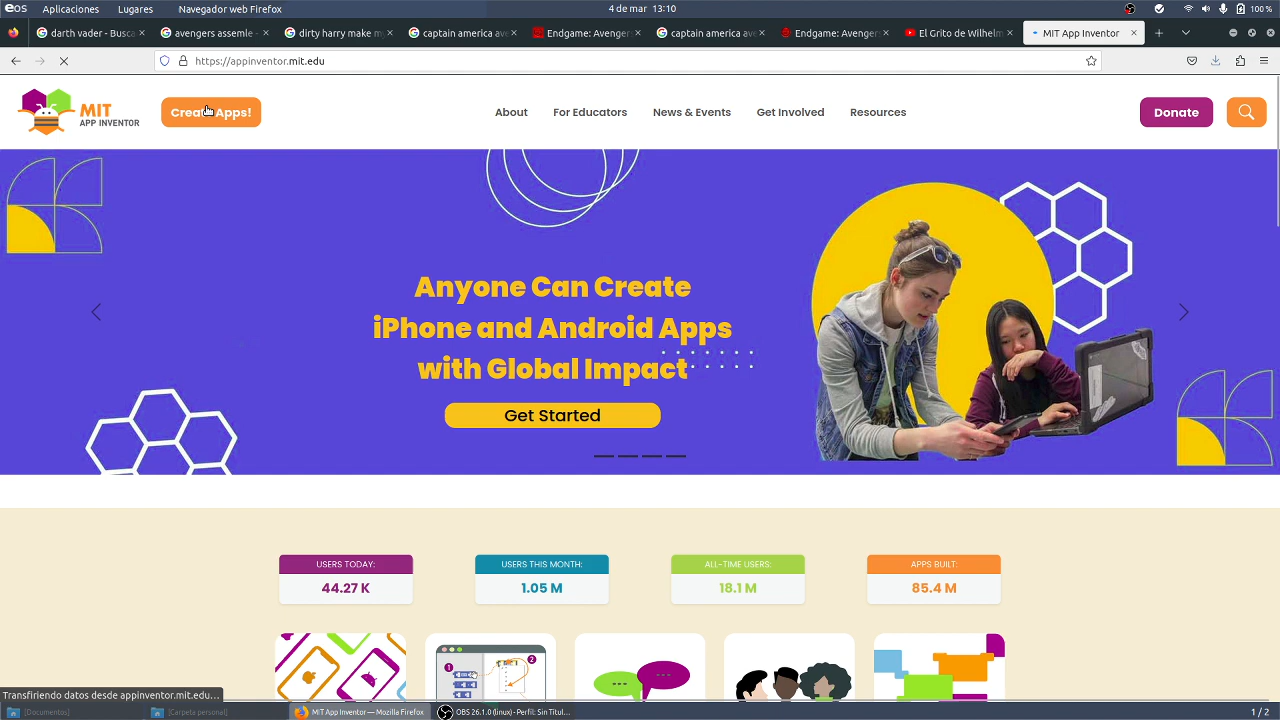 eos Aplicaciones Lugares Navegador web Firefox 4 de mar 13:10 100 %
darth vader - Busca avengers assemle - dirty harry make m captain america ave Endgame: Avenger captain america ave Endgame: Avenger El Grito de Wilhelm MIT App Inventor
https://appinventor.mit.edu
MIT
APP INVENTOR
Create Apps!
About For Educators News & Events Get Involved Resources
Donate
Anyone Can Create
iPhone and Android Apps
with Global Impact
Get Started
USERS TODAY: USERS THIS MONTH: ALL-TIME USERS: APPS BUILT:
44.27 K 1.05 M 18.1 M 85.4 M
1 2
Transfiriendo datos desde appinventor.mit.edu...
[Documentos] [Carpeta personal] MIT App Inventor — Mozilla Firefox OBS 26.1.0 (linux) - Perfil: Sin Títul... 1 / 2